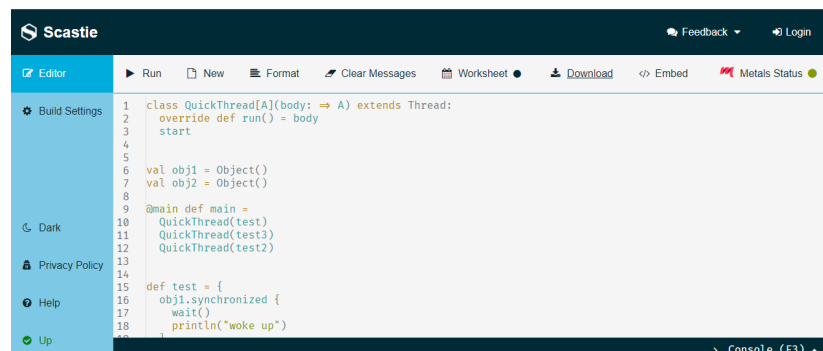 Scastie
Feedback
Login
Editor
Run
New
Format
Clear Messages
Worksheet
Download
</> Embed
Metals Status
Build Settings
1 class QuickThread[A](body: ⇒ A) extends Thread:
2   override def run() = body
3   start
4
5
6 val obj1 = Object()
7 val obj2 = Object()
8
9 @main def main =
10   QuickThread(test)
11   QuickThread(test3)
12   QuickThread(test2)
13
14
15 def test = {
16   obj1.synchronized {
17     wait()
18     println("woke up")
Dark
Privacy Policy
Help
Up
Console (F3)